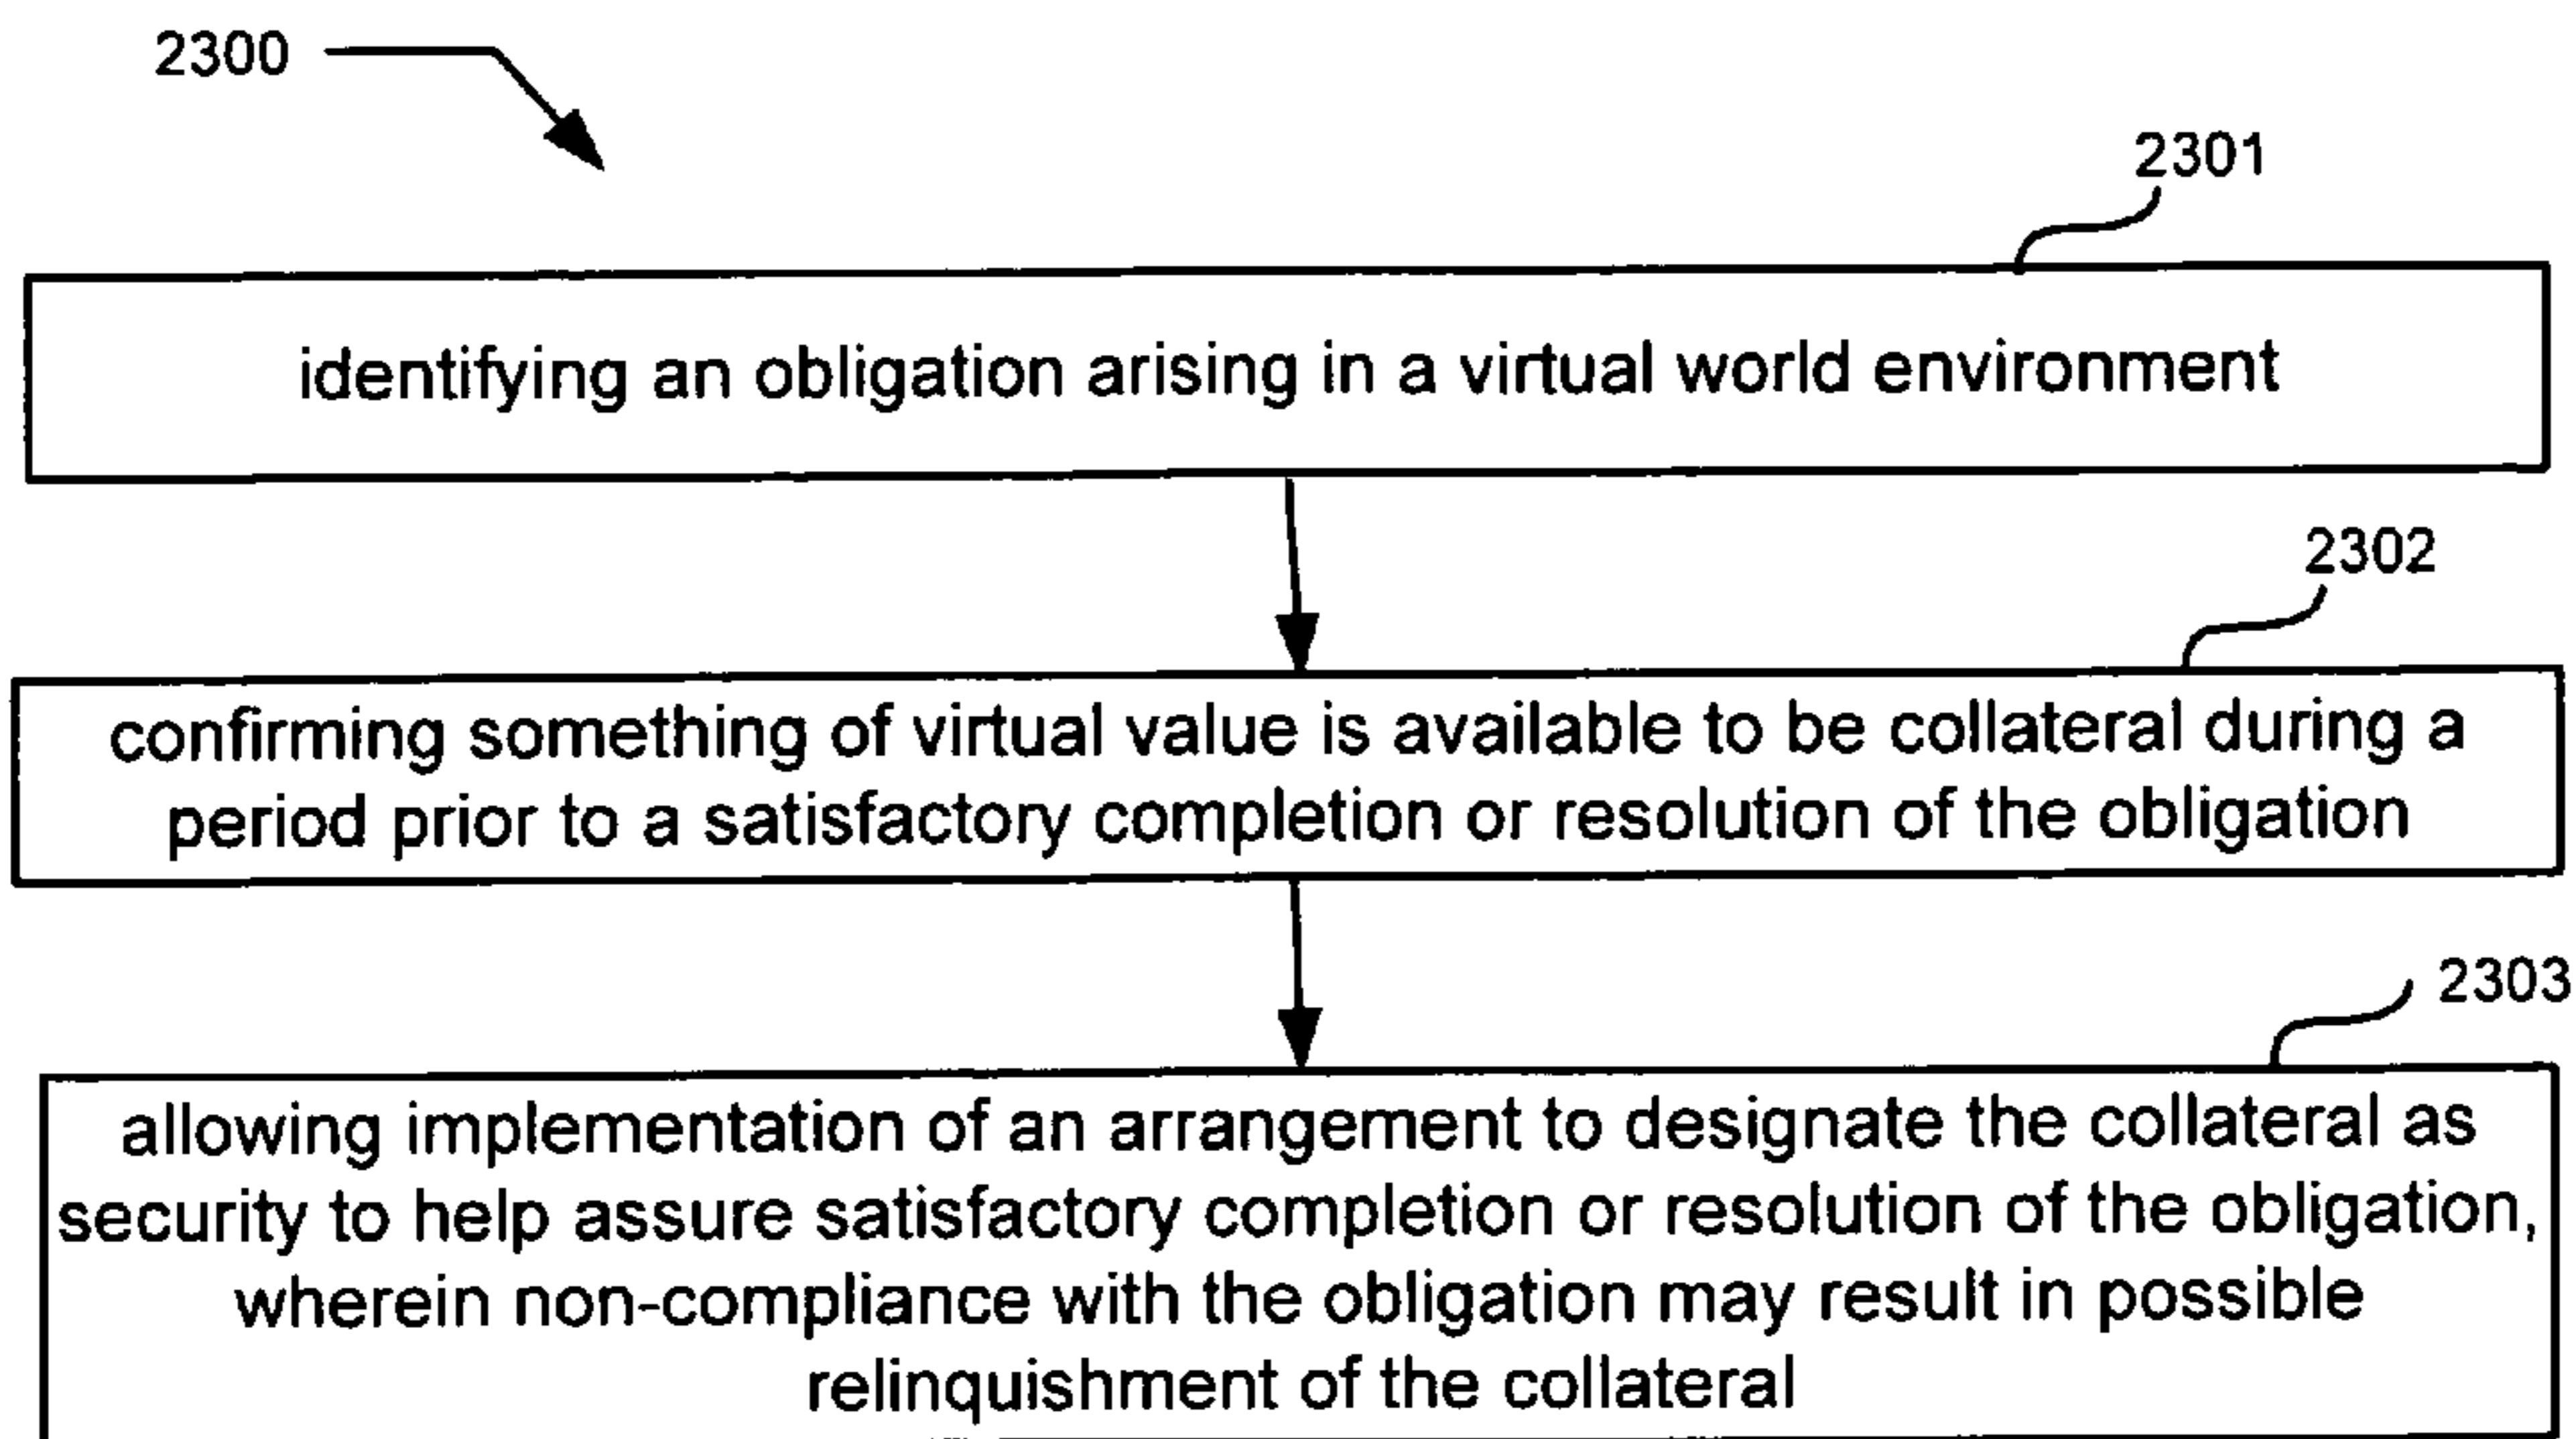 2300
2301
identifying an obligation arising in a virtual world environment
2302
confirming something of virtual value is available to be collateral during a
period prior to a satisfactory completion or resolution of the obligation
2303
allowing implementation of an arrangement to designate the collateral as
security to help assure satisfactory completion or resolution of the obligation,
wherein non-compliance with the obligation may result in possible
relinquishment of the collateral